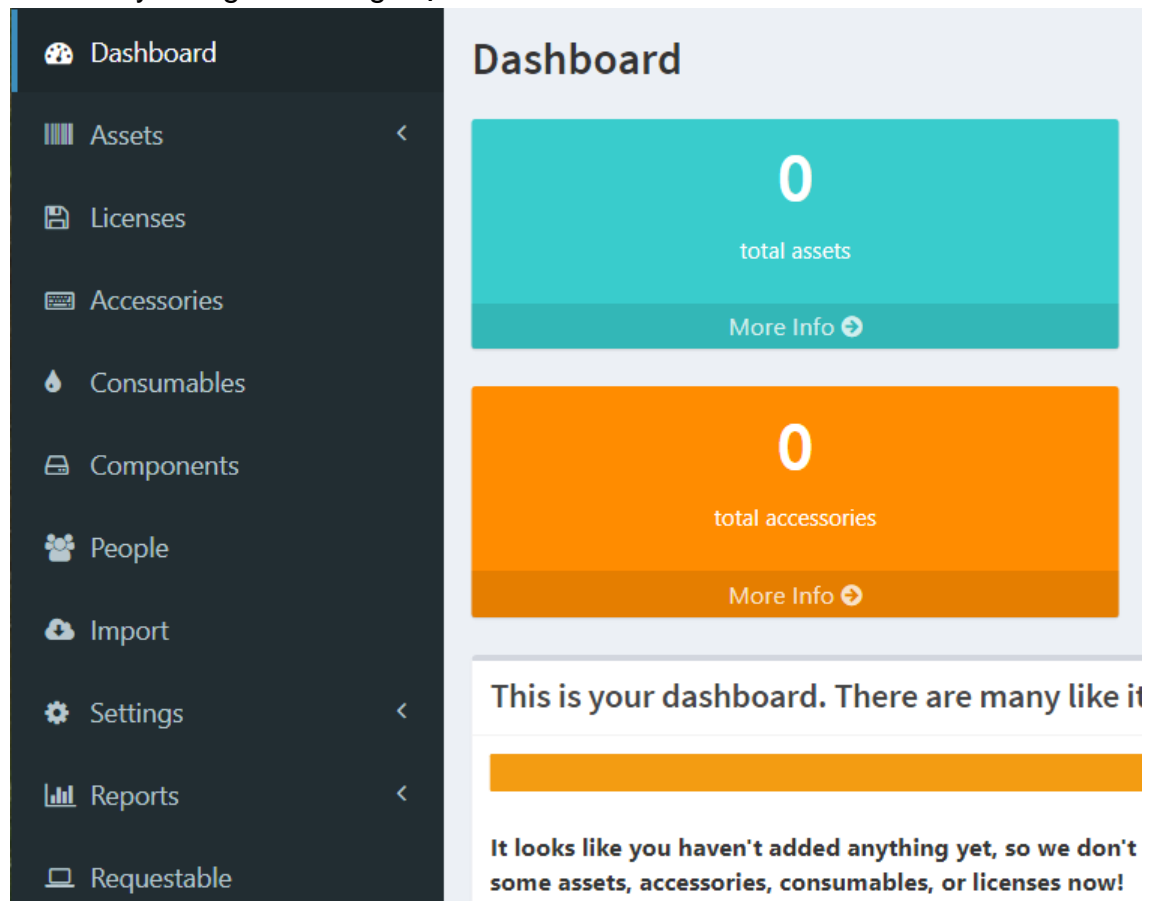 Dashboard
Assets
Licenses
Accessories
Consumables
Components
People
Import
Settings
Reports
Requestable
Dashboard
0
total assets
More Info
0
total accessories
More Info
This is your dashboard. There are many like it
It looks like you haven't added anything yet, so we don't
some assets, accessories, consumables, or licenses now!